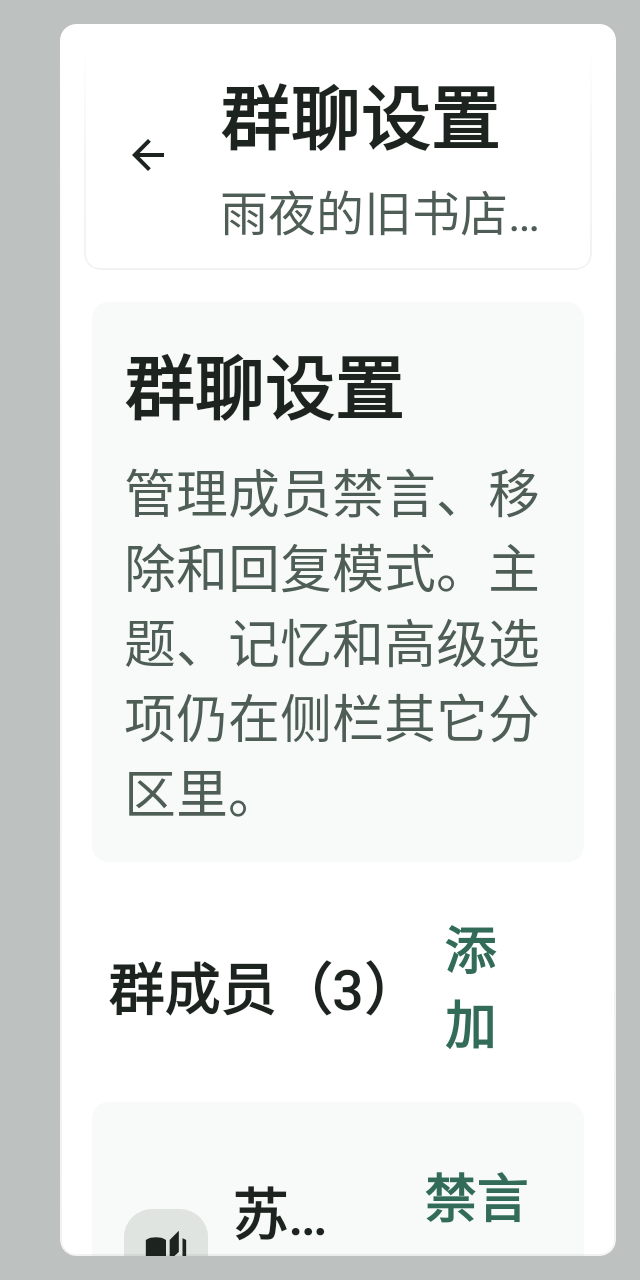 群聊设置
雨夜的旧书店...
群聊设置
管理成员禁言、移
除和回复模式。主
题、记忆和高级选
项仍在侧栏其它分
区里。
群成员（3）
添
加
苏...
禁言